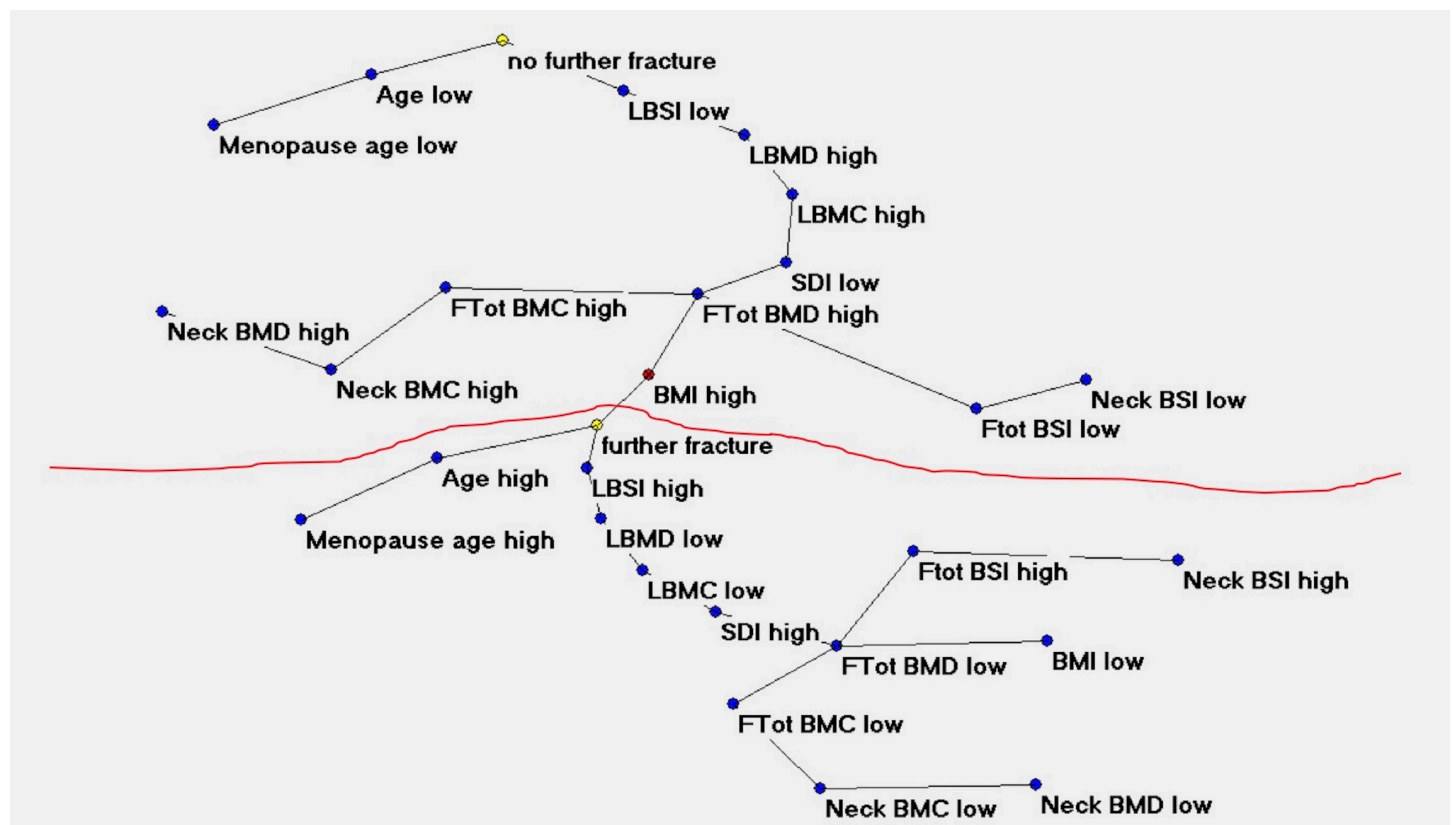 no further fracture
Age low
LBSI low
Menopause age low
LBMD high
LBMC high
SDI low
FTot BMC high
FTot BMD high
Neck BMD high
Neck BMC high
BMI high
Neck BSI low
Ftot BSI low
further fracture
Age high
LBSI high
Menopause age high
LBMD low
Ftot BSI high
Neck BSI high
LBMC low
SDI high
FTot BMD low
BMI low
FTot BMC low
Neck BMC low
Neck BMD low